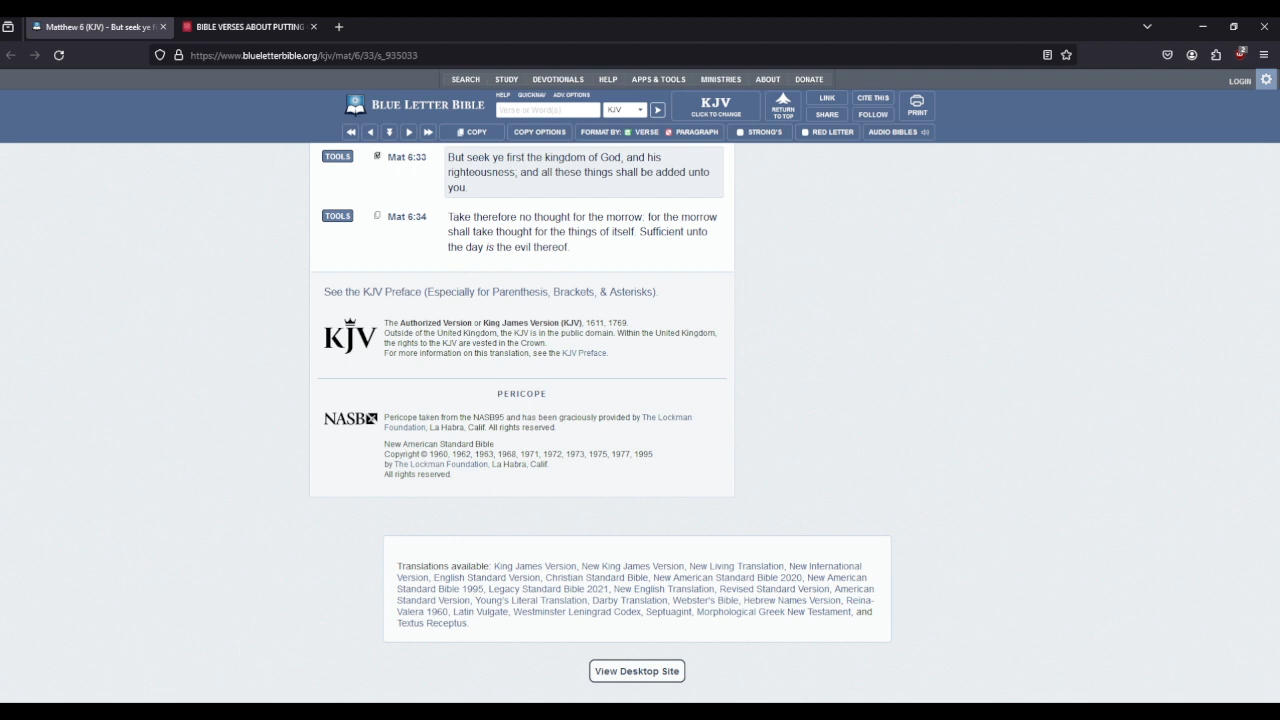 Matthew 6 (KJV) - But seek ye f
BIBLE VERSES ABOUT PUTTING
https://www.blueletterbible.org/kjv/mat/6/33/s_935033
2
SEARCH STUDY DEVOTIONALS HELP APPS & TOOLS MINISTRIES ABOUT DONATE
LOGIN
BLUE LETTER BIBLE
HELP QUICKNAV ADV. OPTIONS
Verse or Word(s)
KJV
KJV
CLICK TO CHANGE
RETURN
TO TOP
LINK
CITE THIS
SHARE
FOLLOW
PRINT
COPY COPY OPTIONS FORMAT BY: VERSE PARAGRAPH STRONG'S RED LETTER AUDIO BIBLES
TOOLS Mat 6:33 But seek ye first the kingdom of God, and his
righteousness; and all these things shall be added unto
you.
TOOLS Mat 6:34 Take therefore no thought for the morrow: for the morrow
shall take thought for the things of itself. Sufficient unto
the day is the evil thereof.
See the KJV Preface (Especially for Parenthesis, Brackets, & Asterisks).
KJV
The Authorized Version or King James Version (KJV), 1611, 1769.
Outside of the United Kingdom, the KJV is in the public domain. Within the United Kingdom,
the rights to the KJV are vested in the Crown.
For more information on this translation, see the KJV Preface.
PERICOPE
NASB
Pericope taken from the NASB95 and has been graciously provided by The Lockman
Foundation, La Habra, Calif. All rights reserved.
New American Standard Bible
Copyright © 1960, 1962, 1963, 1968, 1971, 1972, 1973, 1975, 1977, 1995
by The Lockman Foundation, La Habra, Calif.
All rights reserved.
Translations available: King James Version, New King James Version, New Living Translation, New International
Version, English Standard Version, Christian Standard Bible, New American Standard Bible 2020, New American
Standard Bible 1995, Legacy Standard Bible 2021, New English Translation, Revised Standard Version, American
Standard Version, Young's Literal Translation, Darby Translation, Webster's Bible, Hebrew Names Version, Reina-
Valera 1960, Latin Vulgate, Westminster Leningrad Codex, Septuagint, Morphological Greek New Testament, and
Textus Receptus.
View Desktop Site